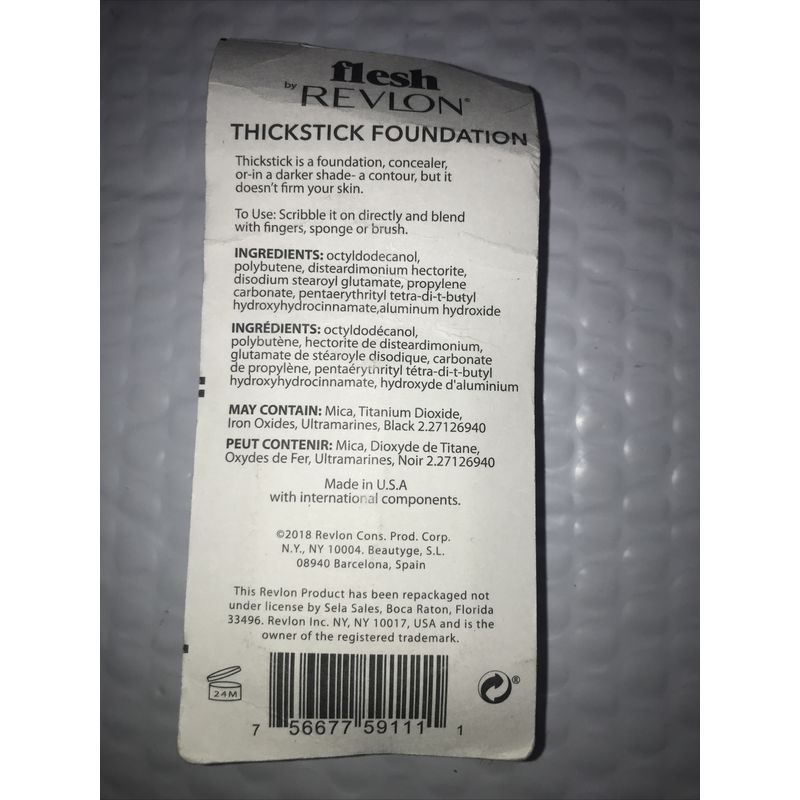 flesh
by REVLON®
THICKSTICK FOUNDATION
Thickstick is a foundation, concealer,
or-in a darker shade- a contour, but it
doesn't firm your skin.
To Use: Scribble it on directly and blend
with fingers, sponge or brush.
INGREDIENTS: octyldodecanol,
polybutene, disteardimonium hectorite,
disodium stearoyl glutamate, propylene
carbonate, pentaerythrityl tetra-di-t-butyl
hydroxyhydrocinnamate,aluminum hydroxide
INGRÉDIENTS: octyldodécanol,
polybutène, hectorite de disteardimonium,
glutamate de stéaroyle disodique, carbonate
de propylène, pentaérythrityl tétra-di-t-butyl
hydroxyhydrocinnamate, hydroxyde d'aluminium
MAY CONTAIN: Mica, Titanium Dioxide,
Iron Oxides, Ultramarines, Black 2.27126940
PEUT CONTENIR: Mica, Dioxyde de Titane,
Oxydes de Fer, Ultramarines, Noir 2.27126940
Made in U.S.A
with international components.
©2018 Revlon Cons. Prod. Corp.
N.Y., NY 10004. Beautyge, S.L.
08940 Barcelona, Spain
This Revlon Product has been repackaged not
under license by Sela Sales, Boca Raton, Florida
33496. Revlon Inc. NY, NY 10017, USA and is the
owner of the registered trademark.
24M
®
7 56677 59111 1